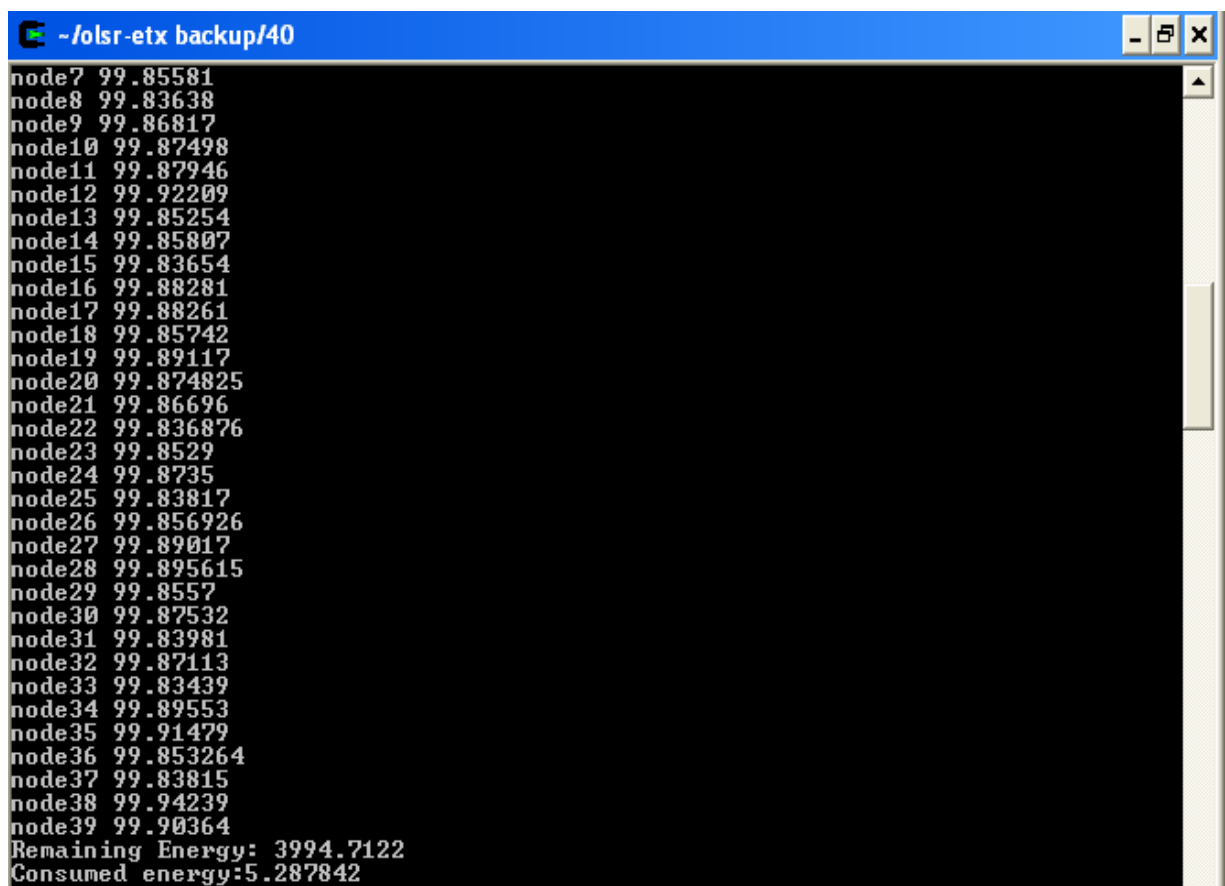 ~/olsr-etx backup/40
node7 99.85581
node8 99.83638
node9 99.86817
node10 99.87498
node11 99.87946
node12 99.92209
node13 99.85254
node14 99.85807
node15 99.83654
node16 99.88281
node17 99.88261
node18 99.85742
node19 99.89117
node20 99.874825
node21 99.86696
node22 99.836876
node23 99.8529
node24 99.8735
node25 99.83817
node26 99.856926
node27 99.89017
node28 99.895615
node29 99.8557
node30 99.87532
node31 99.83981
node32 99.87113
node33 99.83439
node34 99.89553
node35 99.91479
node36 99.853264
node37 99.83815
node38 99.94239
node39 99.90364
Remaining Energy: 3994.7122
Consumed energy:5.287842